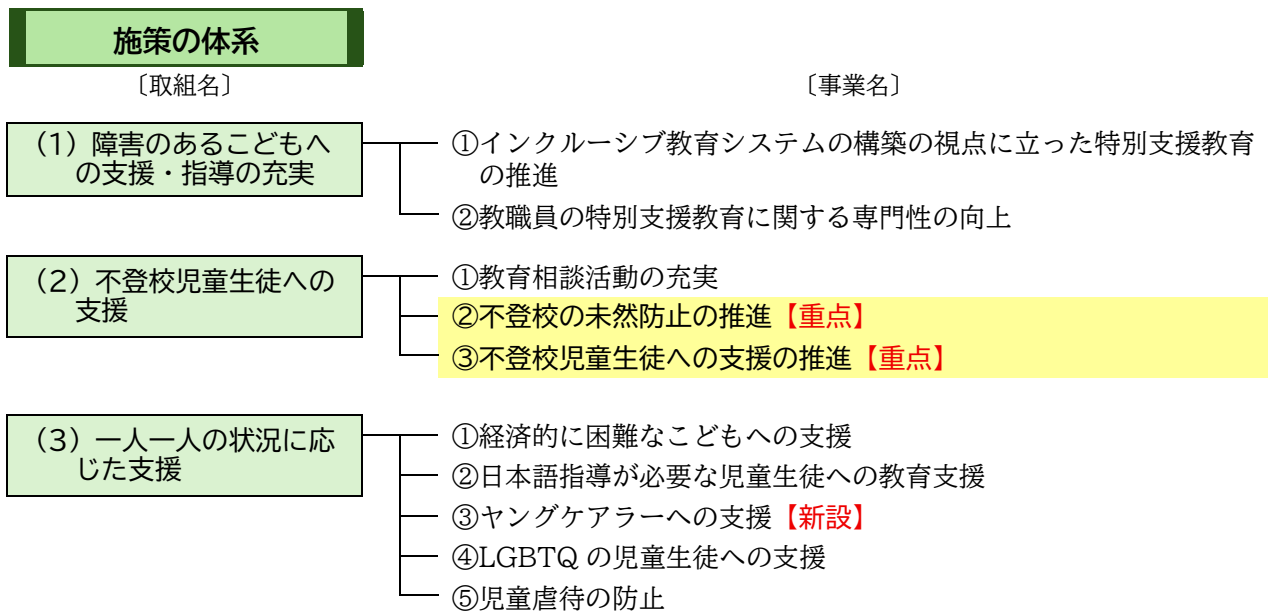 施策の体系
〔取組名〕
〔事業名〕
（1）障害のあるこどもへ
の支援・指導の充実
①インクルーシブ教育システムの構築の視点に立った特別支援教育
の推進
②教職員の特別支援教育に関する専門性の向上
（2）不登校児童生徒への
支援
①教育相談活動の充実
②不登校の未然防止の推進【重点】
③不登校児童生徒への支援の推進【重点】
（3）一人一人の状況に応
じた支援
①経済的に困難なこどもへの支援
②日本語指導が必要な児童生徒への教育支援
③ヤングケアラーへの支援【新設】
④LGBTQ の児童生徒への支援
⑤児童虐待の防止